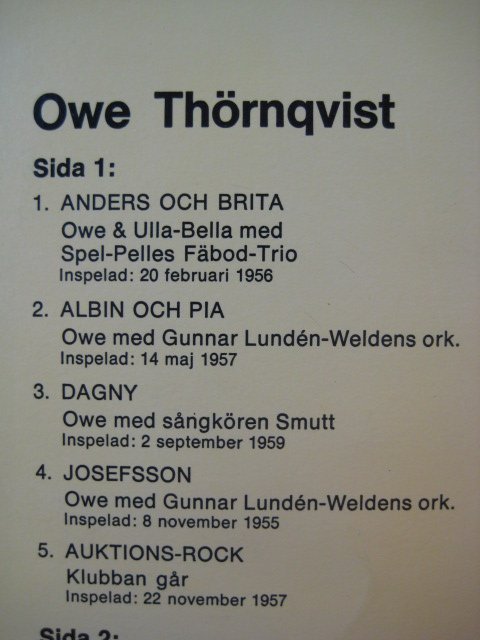 Owe Thörnqvist
Sida 1:
1. ANDERS OCH BRITA
Owe & Ulla-Bella med
Spel-Pelles Fäbod-Trio
Inspelad: 20 februari 1956
2. ALBIN OCH PIA
Owe med Gunnar Lundén-Weldens ork.
Inspelad: 14 maj 1957
3. DAGNY
Owe med sångkören Smutt
Inspelad: 2 september 1959
4. JOSEFSSON
Owe med Gunnar Lundén-Weldens ork.
Inspelad: 8 november 1955
5. AUKTIONS-ROCK
Klubban går
Inspelad: 22 november 1957
Sida 2: